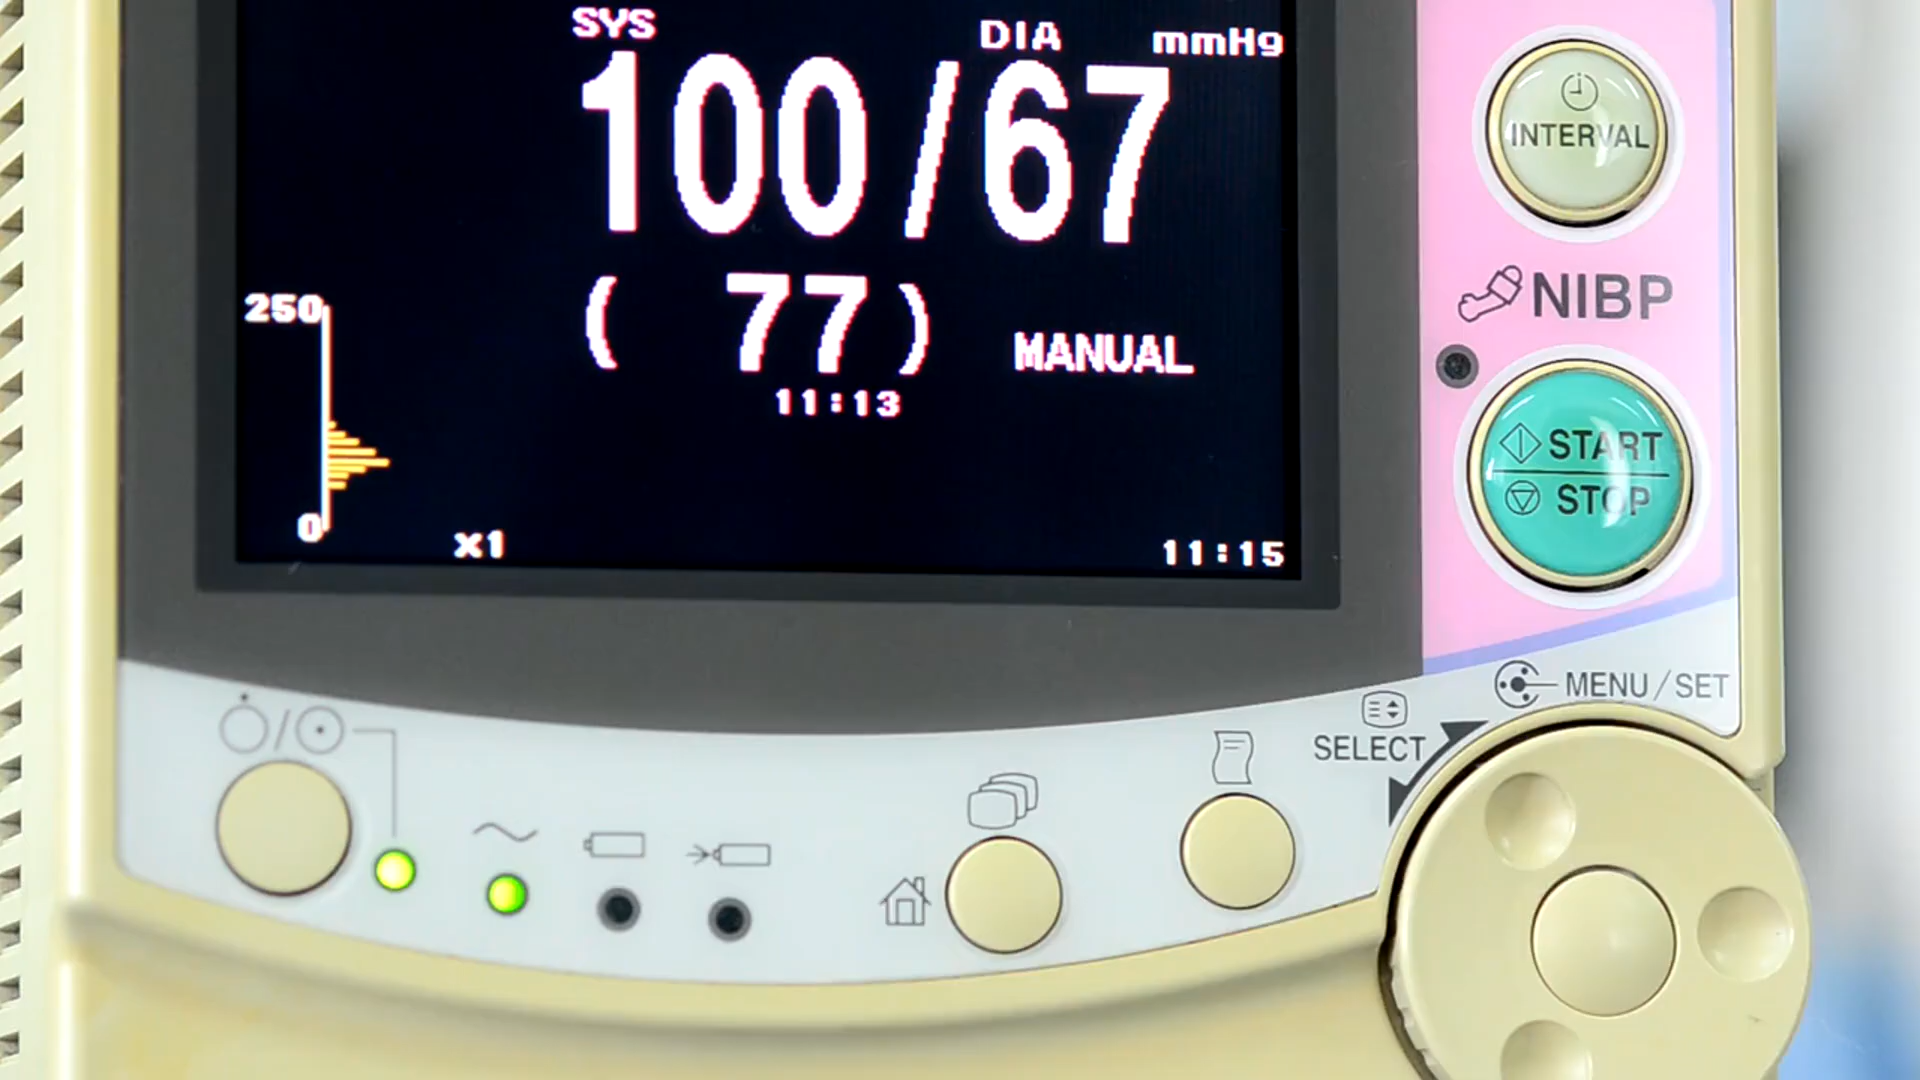 SYS DIA mmHg
100/67
(77)
MANUAL
11:13
250
0
x1
11:15
INTERVAL
NIBP
START
STOP
MENU/SET
SELECT